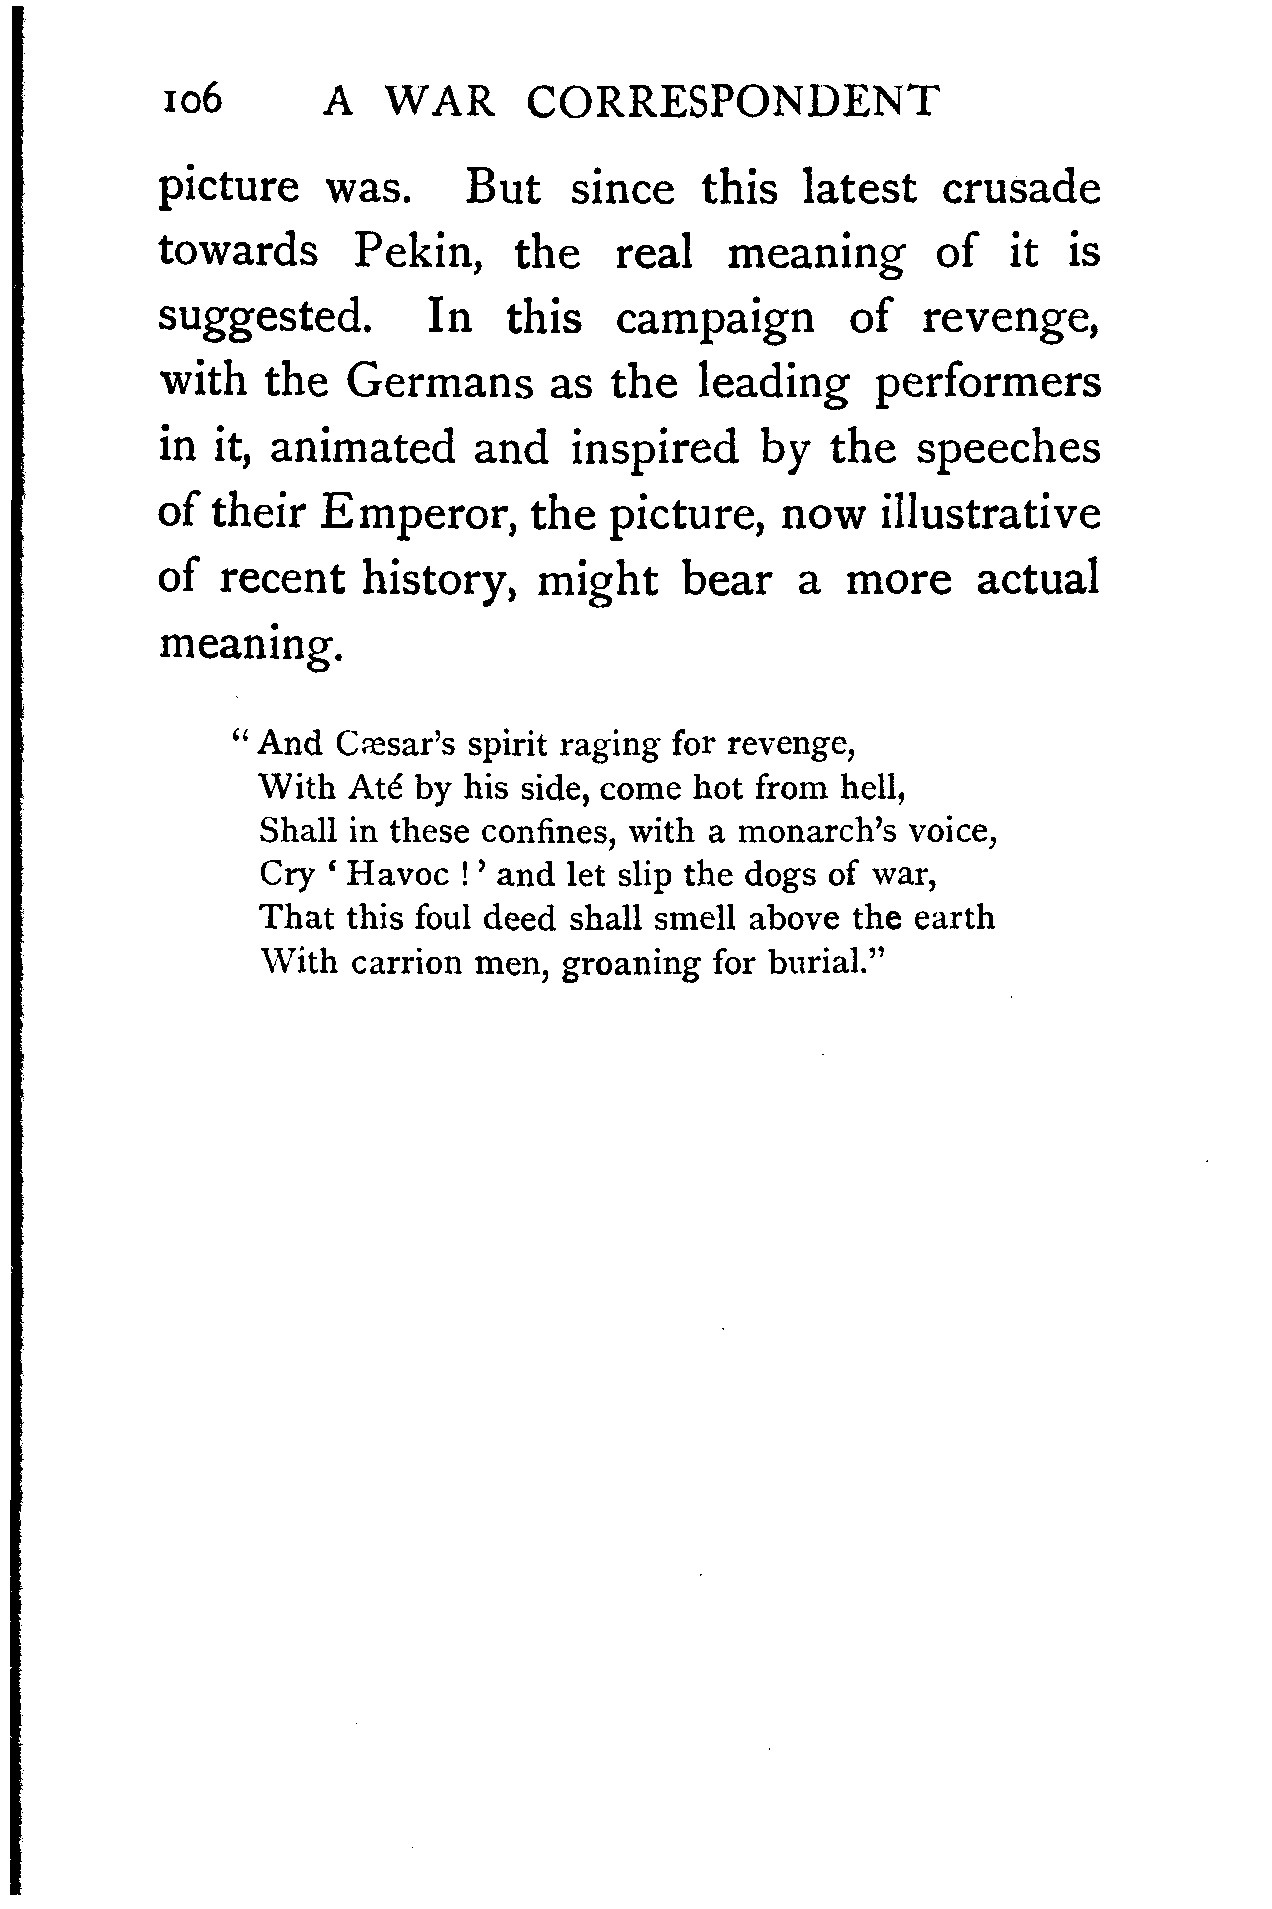 106 A WAR CORRESPONDENT
picture was. But since this latest crusade
towards Pekin, the real meaning of it is
suggested. In this campaign of revenge,
with the Germans as the leading performers
in it, animated and inspired by the speeches
of their Emperor, the picture, now illustrative
of recent history, might bear a more actual
meaning.
“And Cæsar’s spirit raging for revenge,
With Até by his side, come hot from hell,
Shall in these confines, with a monarch’s voice,
Cry ‘ Havoc ! ’ and let slip the dogs of war,
That this foul deed shall smell above the earth
With carrion men, groaning for burial.”